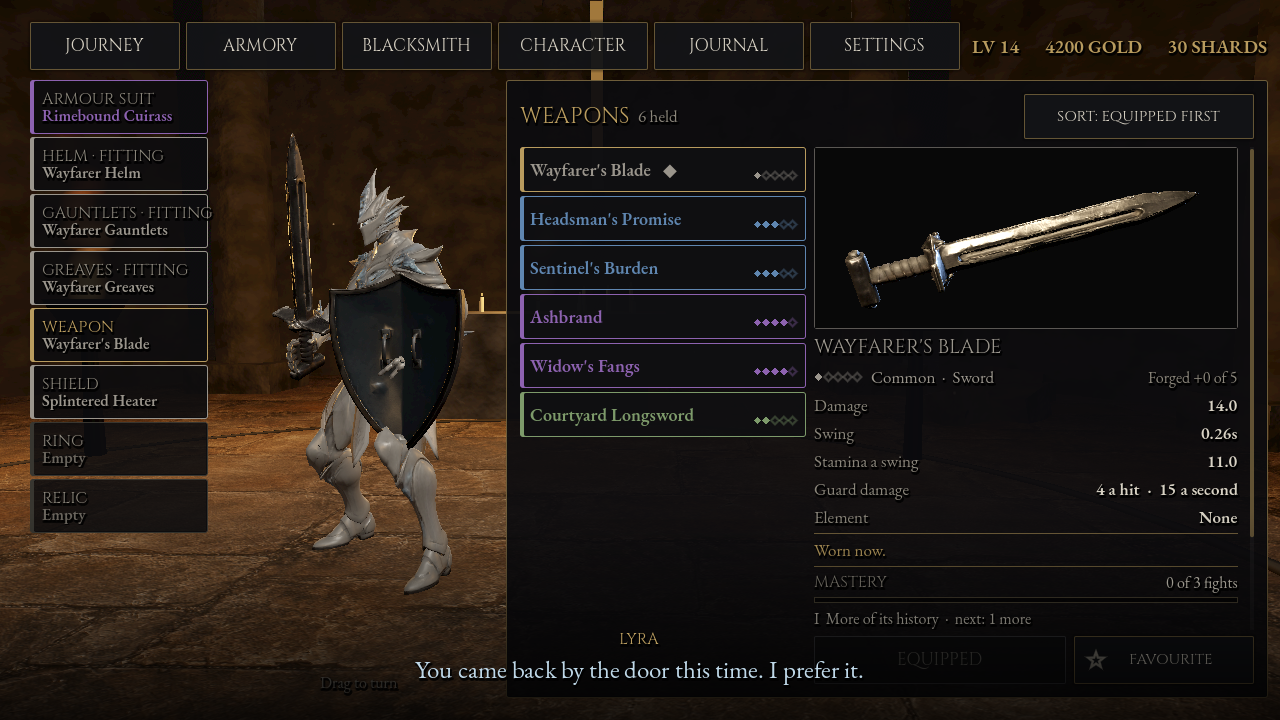 JOURNEY
ARMORY
BLACKSMITH
CHARACTER
JOURNAL
SETTINGS
LV 14
4200 GOLD
30 SHARDS
ARMOUR SUIT
Rimebound Cuirass
HELM · FITTING
Wayfarer Helm
GAUNTLETS · FITTING
Wayfarer Gauntlets
GREAVES · FITTING
Wayfarer Greaves
WEAPON
Wayfarer's Blade
SHIELD
Splintered Heater
RING
Empty
RELIC
Empty
Drag to turn
WEAPONS 6 held
SORT: EQUIPPED FIRST
Wayfarer's Blade
Headsman's Promise
Sentinel's Burden
Ashbrand
Widow's Fangs
Courtyard Longsword
WAYFARER'S BLADE
Common · Sword
Forged +0 of 5
Damage 14.0
Swing 0.26s
Stamina a swing 11.0
Guard damage 4 a hit · 15 a second
Element None
Worn now.
MASTERY 0 of 3 fights
I More of its history · next: 1 more
EQUIPPED
FAVOURITE
LYRA
You came back by the door this time. I prefer it.